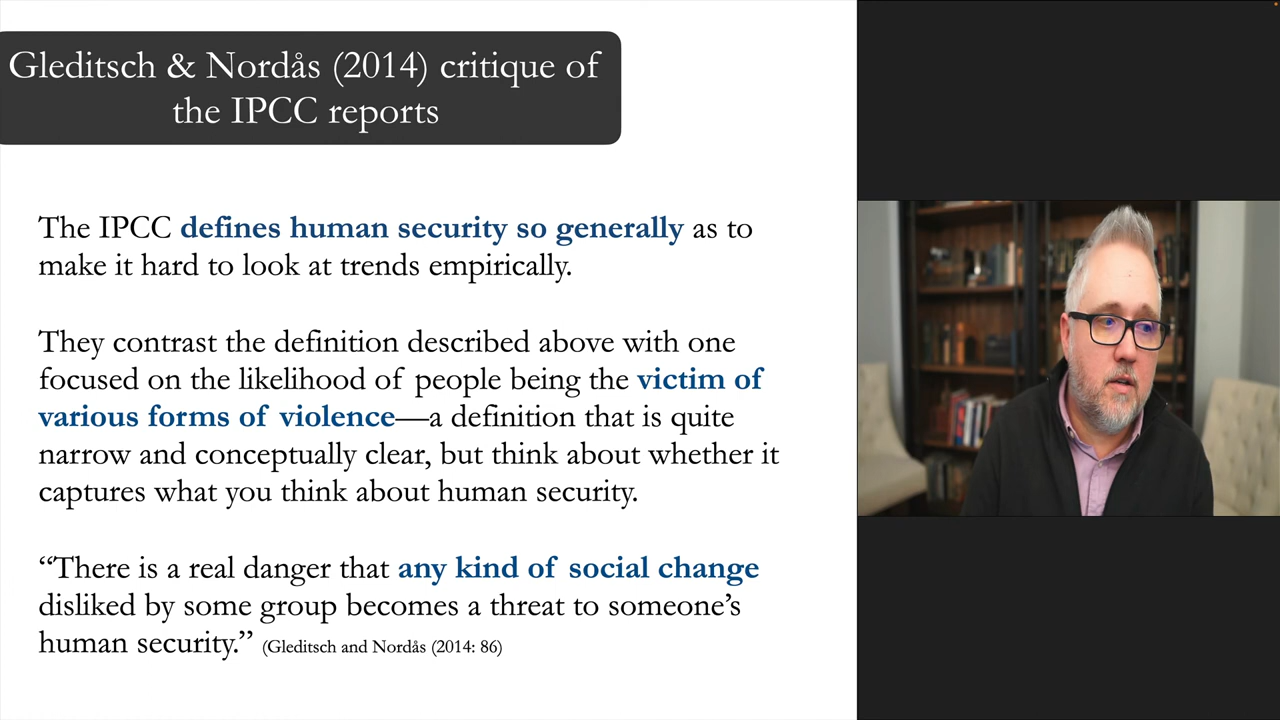 Gleditsch & Nordås (2014) critique of
the IPCC reports
The IPCC defines human security so generally as to
make it hard to look at trends empirically.
They contrast the definition described above with one
focused on the likelihood of people being the victim of
various forms of violence—a definition that is quite
narrow and conceptually clear, but think about whether it
captures what you think about human security.
“There is a real danger that any kind of social change
disliked by some group becomes a threat to someone’s
human security.” (Gleditsch and Nordås (2014: 86)